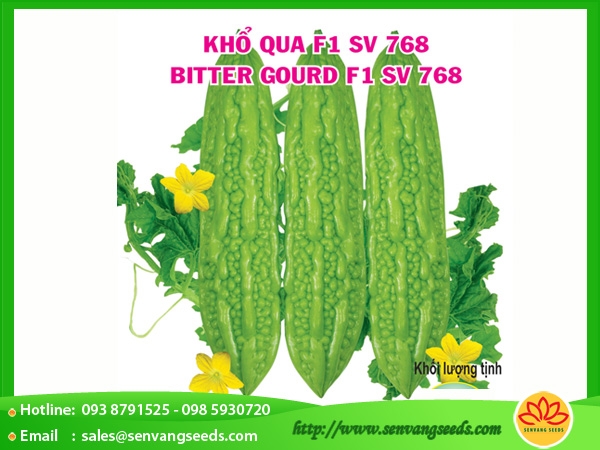 KHỔ QUA F1 SV 768
BITTER GOURD F1 SV 768
Khối lượng tịnh
Hotline: 093 8791525 - 098 5930720
Email : sales@senvangseeds.com
http://www.senvangseeds.com
SENVANG SEEDS